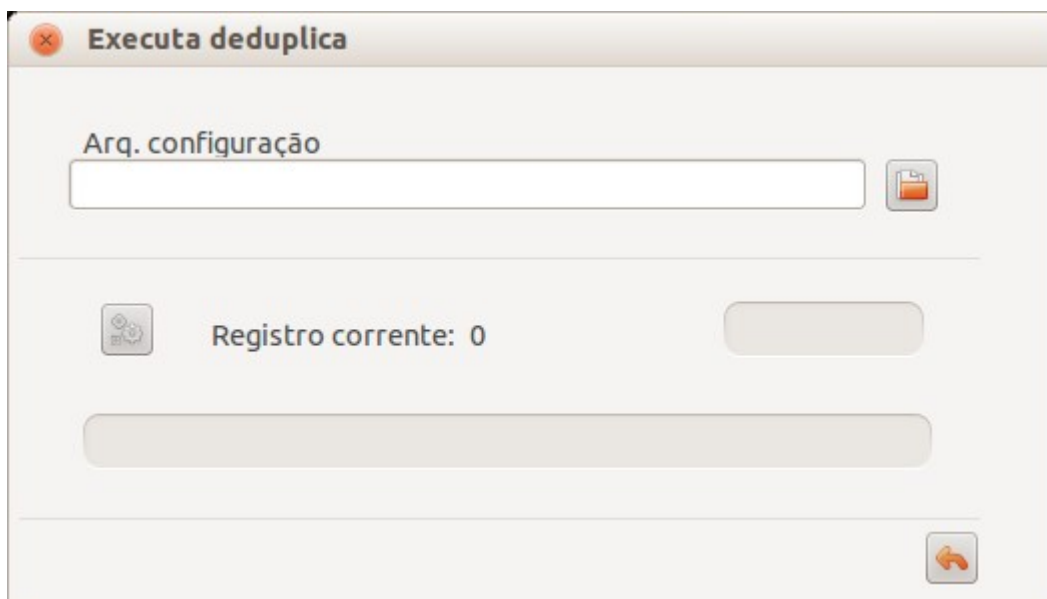 Executa deduplica
Arq. configuração
Registro corrente: 0